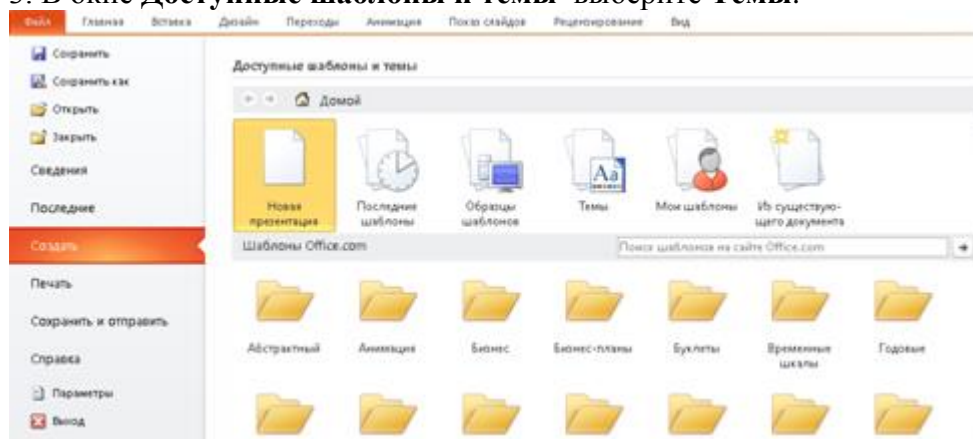 3. В окне Доступные шаблоны и темы выберите Темы.
Файл Главная Вставка Дизайн Переходы Анимация Показ слайдов Рецензирование Вид
Сохранить
Сохранить как
Открыть
Закрыть
Сведения
Последние
Создать
Печать
Сохранить и отправить
Справка
Параметры
Выход
Доступные шаблоны и темы
Домой
Новая презентация
Последние шаблоны
Образцы шаблонов
Темы
Мои шаблоны
Из существую-
щего документа
Шаблоны Office.com
Поиск шаблонов на сайте Office.com
Абстрактный
Анимация
Бизнес
Бизнес-планы
Буклеты
Временные шкалы
Годовые